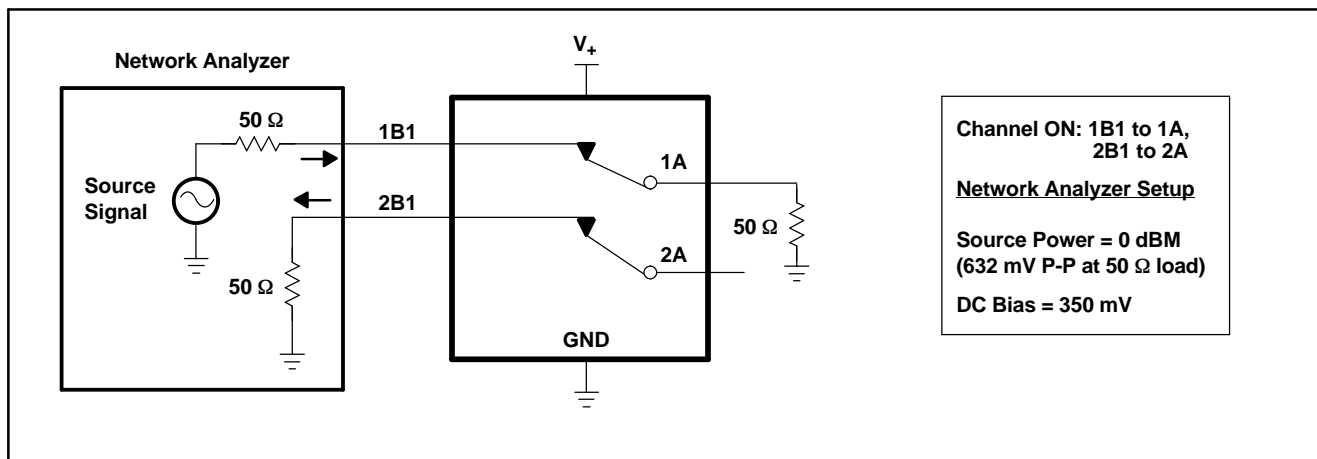 V+
Network Analyzer
50 Ω
1B1
1A
Source
Signal
2B1
50 Ω
50 Ω
2A
GND
Channel ON: 1B1 to 1A,
2B1 to 2A
Network Analyzer Setup
Source Power = 0 dBM
(632 mV P-P at 50 Ω load)
DC Bias = 350 mV